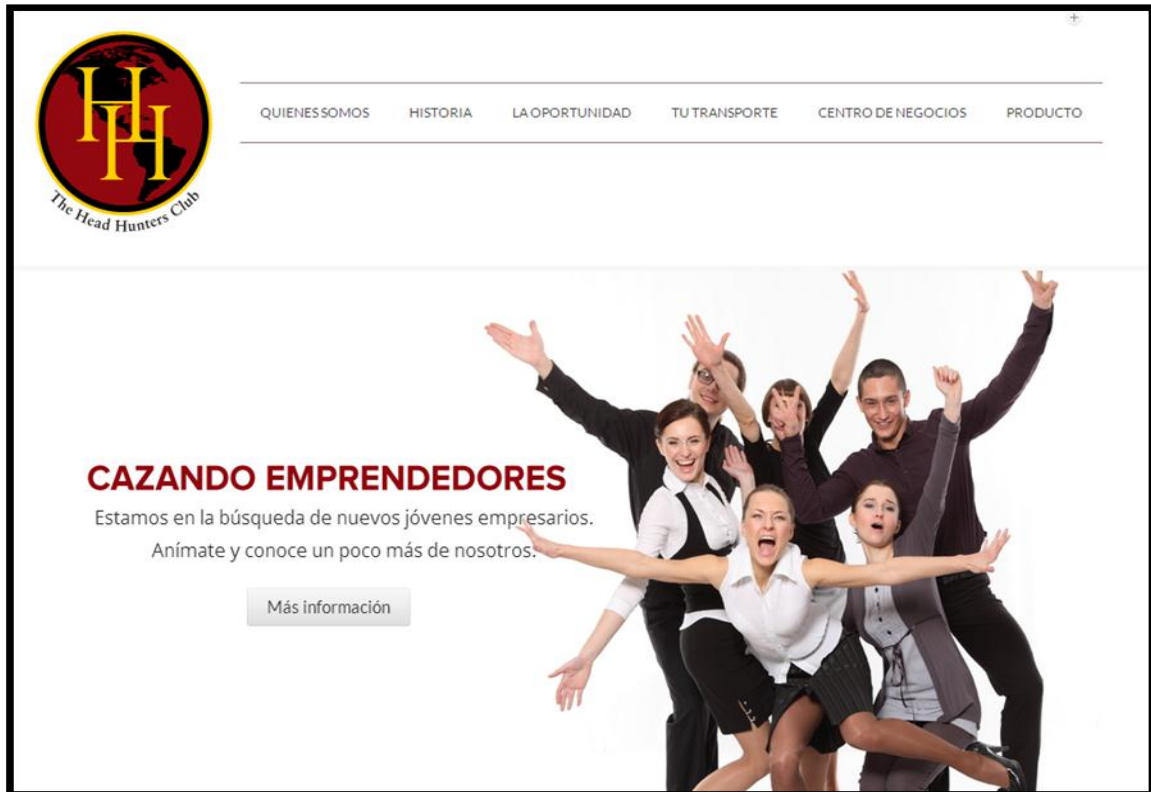 HH
The Head Hunters Club
QUIENES SOMOS
HISTORIA
LA OPORTUNIDAD
TU TRANSPORTE
CENTRO DE NEGOCIOS
PRODUCTO
CAZANDO EMPRENDEDORES
Estamos en la búsqueda de nuevos jóvenes empresarios.
Anímate y conoce un poco más de nosotros.
Más información